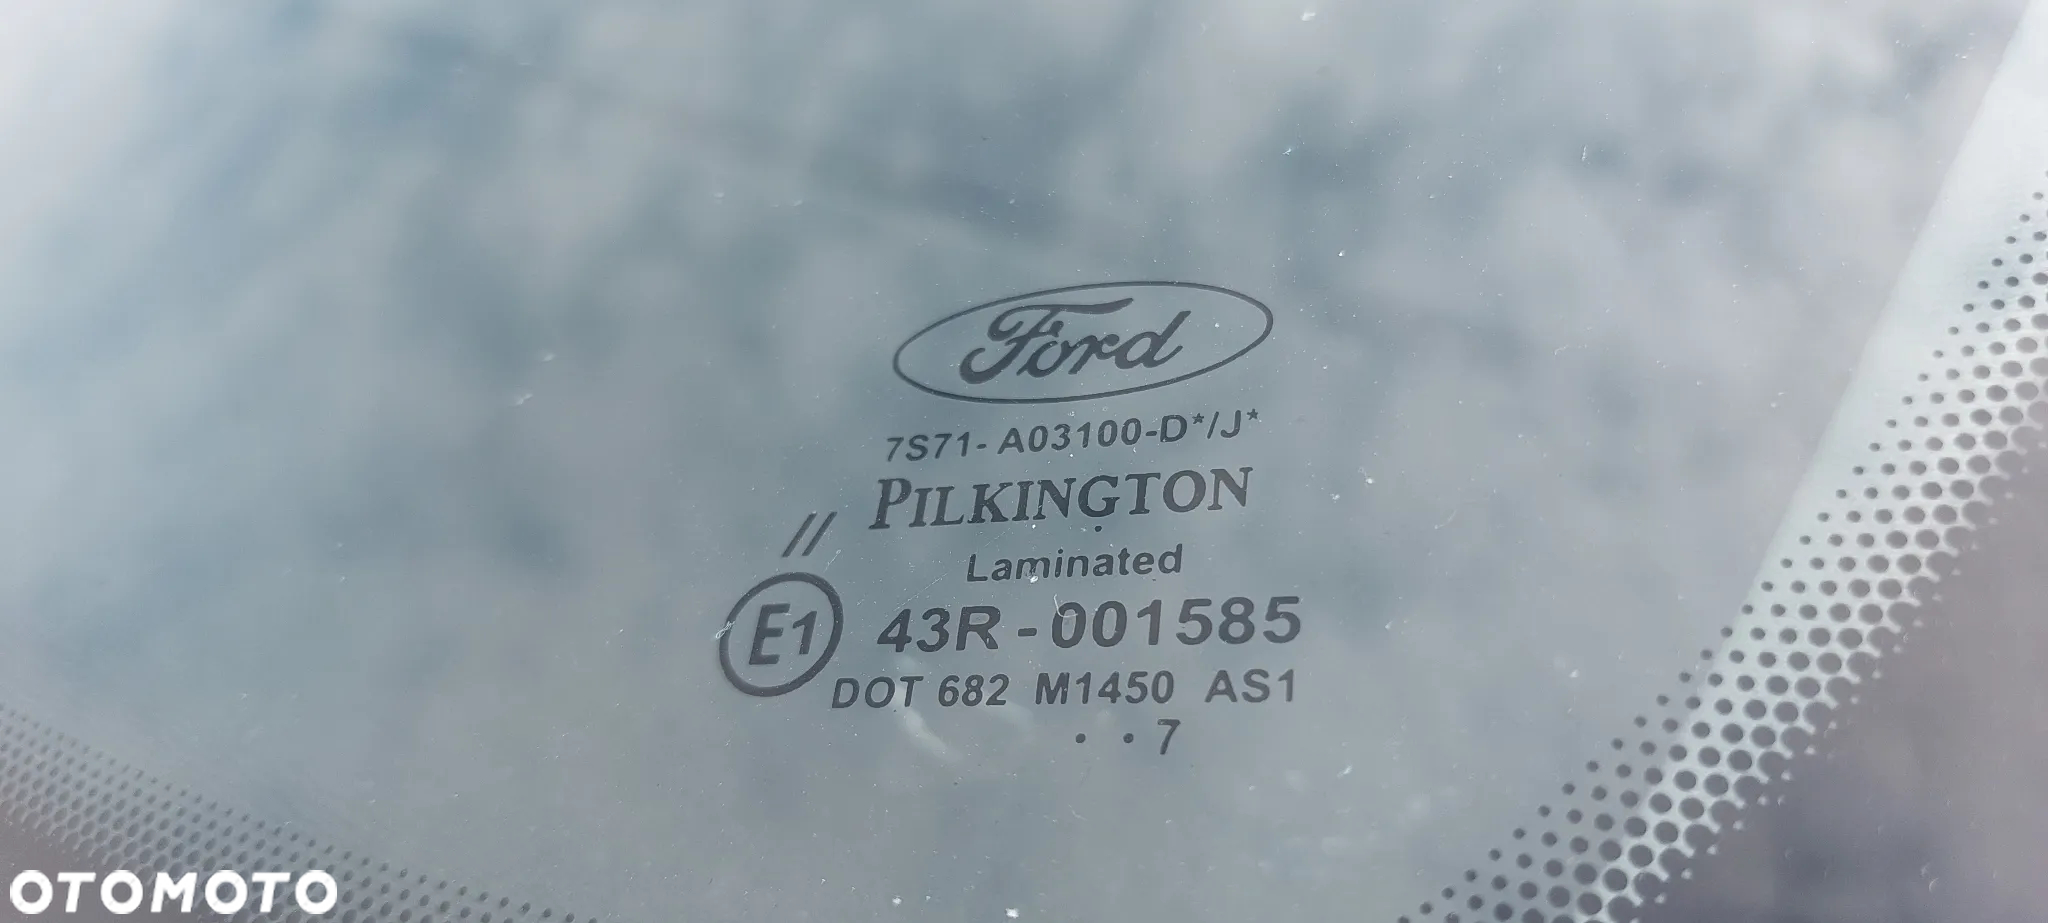 Ford
7S71-A03100-D*/J*
PILKINGTON
//
Laminated
E1 43R-001585
DOT 682 M1450 AS1
. . 7
OTOMOTO